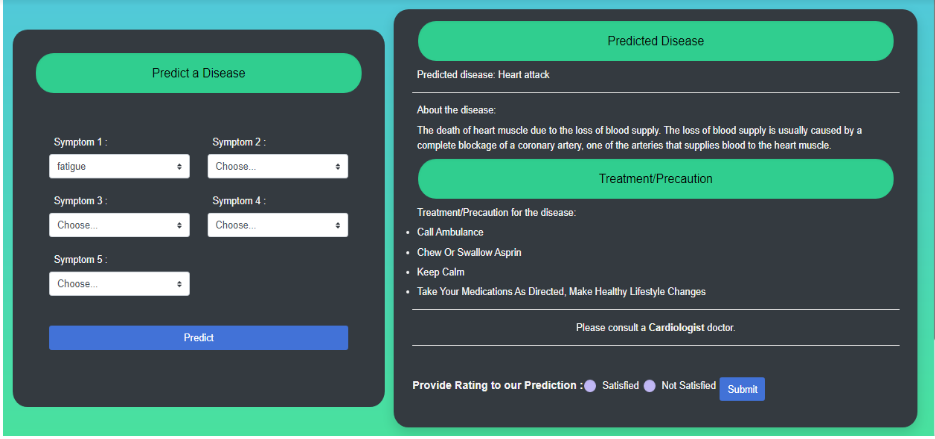 Predict a Disease
Symptom 1 :
Symptom 2 :
fatigue
Choose...
Symptom 3 :
Symptom 4 :
Choose...
Choose...
Symptom 5 :
Choose...
Predict
Predicted Disease
Predicted disease: Heart attack
About the disease:
The death of heart muscle due to the loss of blood supply. The loss of blood supply is usually caused by a
complete blockage of a coronary artery, one of the arteries that supplies blood to the heart muscle.
Treatment/Precaution
Treatment/Precaution for the disease:
• Call Ambulance
• Chew Or Swallow Asprin
• Keep Calm
• Take Your Medications As Directed, Make Healthy Lifestyle Changes
Please consult a Cardiologist doctor.
Provide Rating to our Prediction : Satisfied Not Satisfied Submit